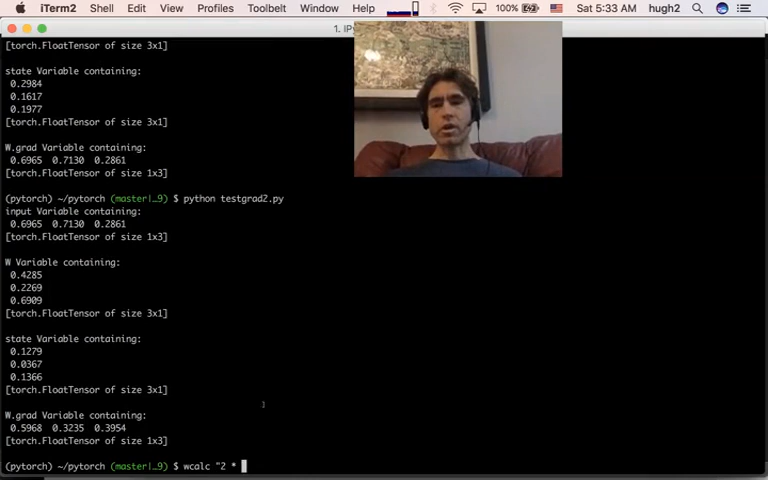 iTerm2 Shell Edit View Profiles Toolbelt Window Help 100% Sat 5:33 AM hugh2
1. IPy
[torch.FloatTensor of size 3x1]
state Variable containing:
0.2984
0.1617
0.1977
[torch.FloatTensor of size 3x1]
W.grad Variable containing:
0.6965 0.7130 0.2861
[torch.FloatTensor of size 1x3]
(pytorch) ~/pytorch (master|…9) $ python testgrad2.py
input Variable containing:
0.6965 0.7130 0.2861
[torch.FloatTensor of size 1x3]
W Variable containing:
0.4285
0.2269
0.6909
[torch.FloatTensor of size 3x1]
state Variable containing:
0.1279
0.0367
0.1366
[torch.FloatTensor of size 3x1]
W.grad Variable containing:
0.5968 0.3235 0.3954
[torch.FloatTensor of size 1x3]
(pytorch) ~/pytorch (master|…9) $ wcalc "2 *